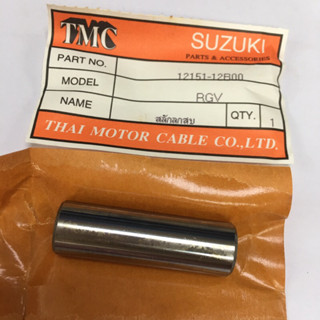 TMC SUZUKI
PARTS & ACCESSORIES
PART NO. 12151-12B00
MODEL RGV
NAME สลักลูกสูบ QTY. 1
THAI MOTOR CABLE CO.,LTD.